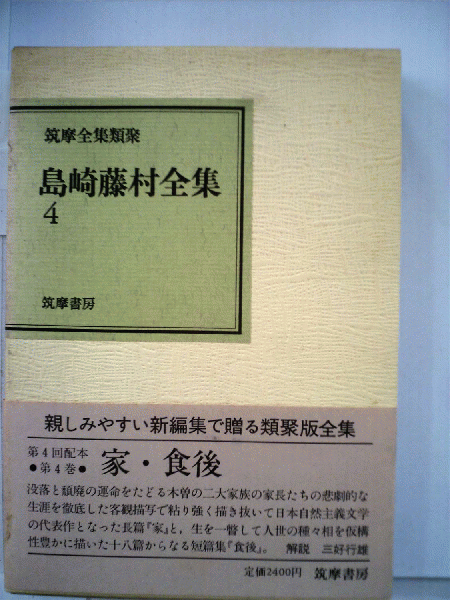 筑摩全集類聚
島崎藤村全集
4
筑摩書房
親しみやすい新編集で贈る類聚版全集
第4回配本
●第4巻●
家・食後
没落と頽廃の運命をたどる木曽の二大家族の家長たちの悲劇的な
生涯を徹底した客観描写で粘り強く描き抜いて日本自然主義文学
の代表作となった長篇『家』と，生を一瞥して人世の種々相を仮構
性豊かに描いた十八篇からなる短篇集『食後』。　解説　三好行雄
定価2400円　筑摩書房